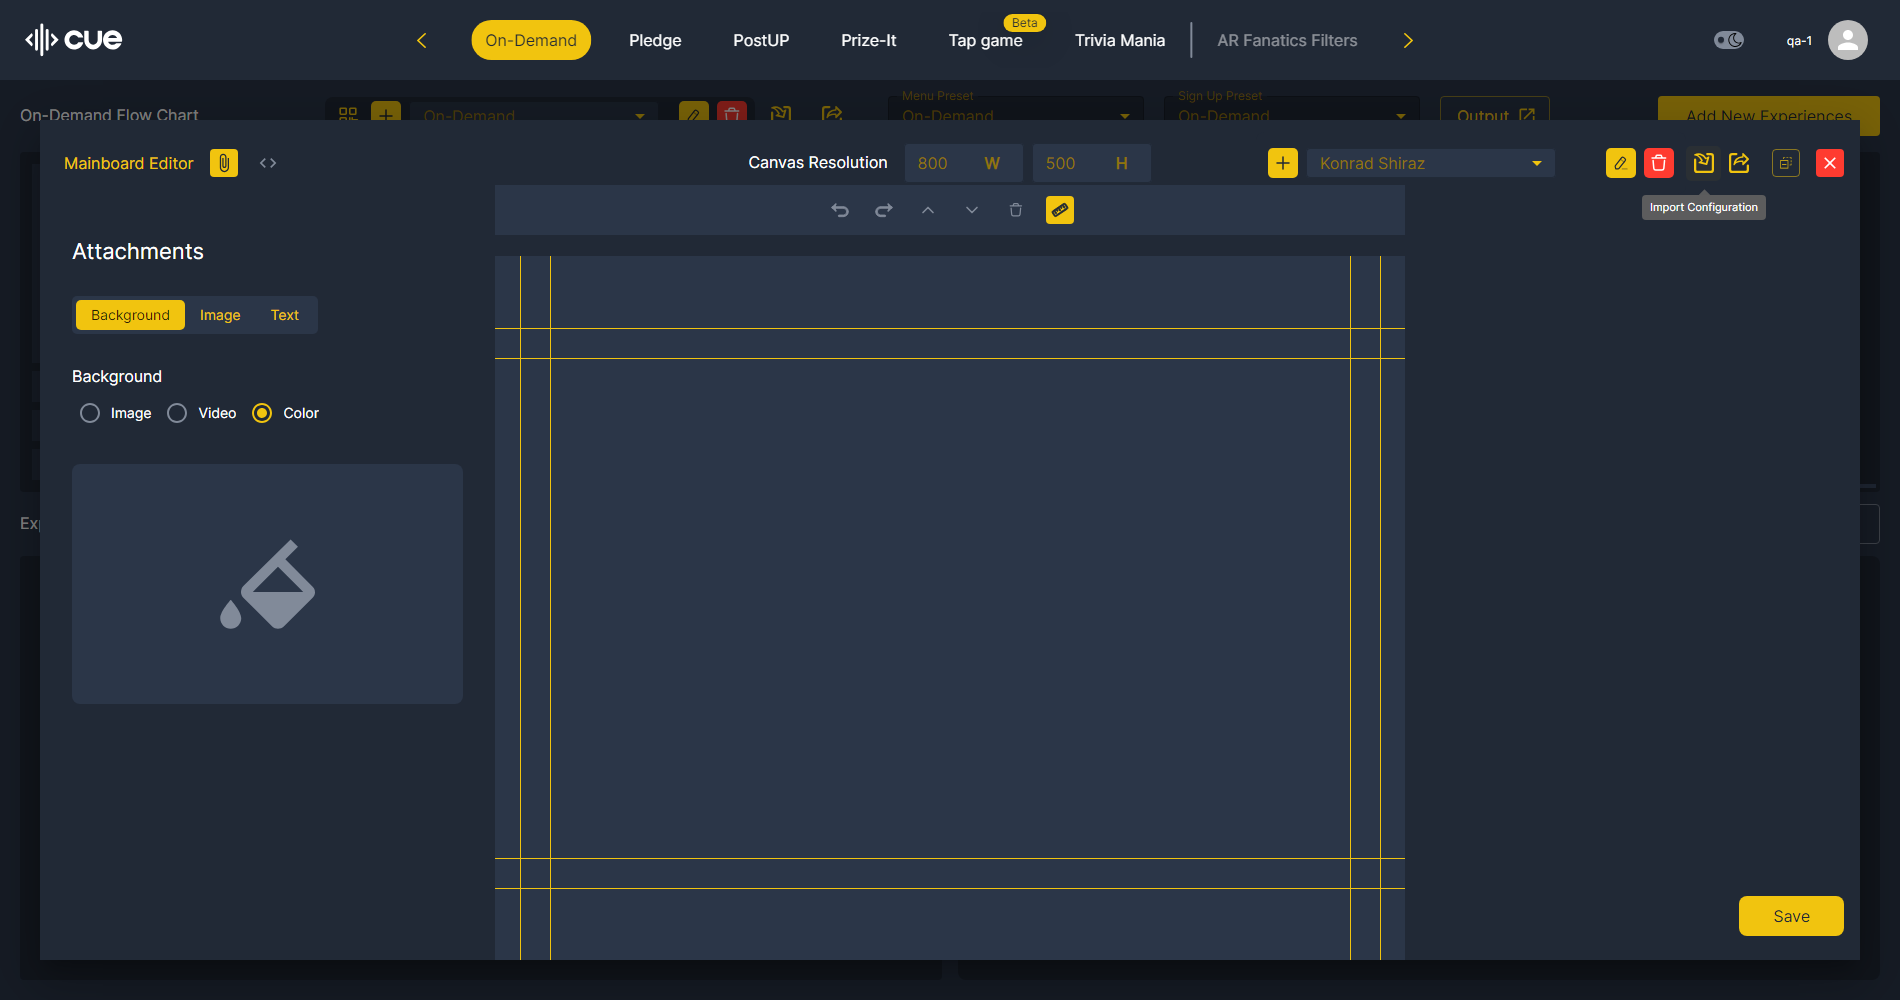 cue
On-Demand
Pledge
PostUP
Prize-It
Tap game
Beta
Trivia Mania
AR Fanatics Filters
qa-1
On-Demand Flow Chart
On-Demand
Menu Preset
On-Demand
Sign Up Preset
On-Demand
Output
Add New Experiences
Mainboard Editor
Canvas Resolution
800 W
500 H
Konrad Shiraz
Import Configuration
Attachments
Background
Image
Text
Background
Image
Video
Color
Exp
Save